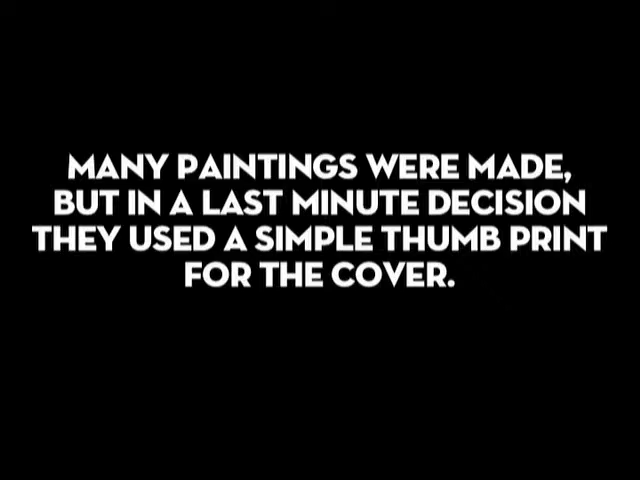 MANY PAINTINGS WERE MADE,
BUT IN A LAST MINUTE DECISION
THEY USED A SIMPLE THUMB PRINT
FOR THE COVER.